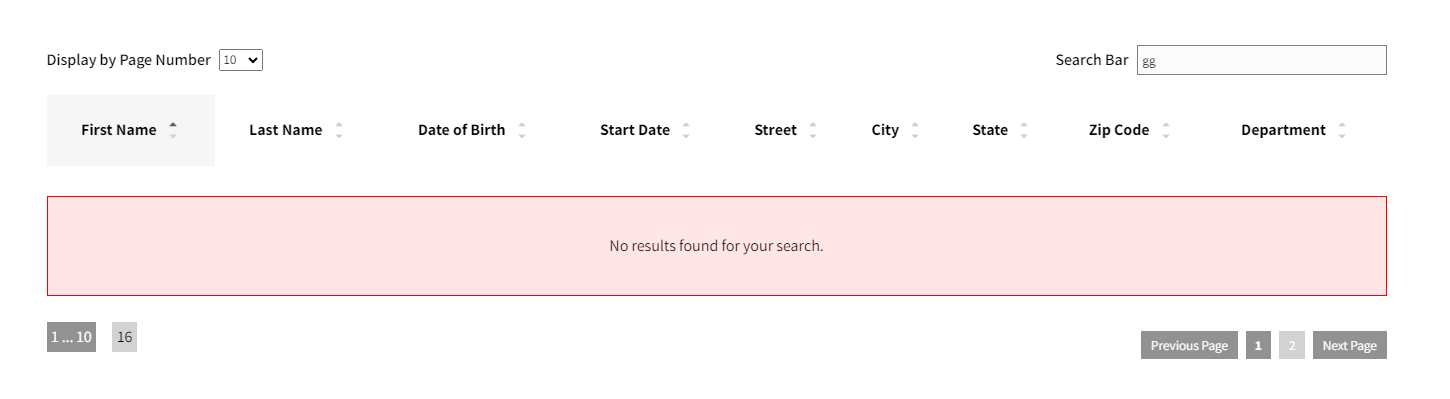 Display by Page Number 10 Search Bar gg
First Name Last Name Date of Birth Start Date Street City State Zip Code Department
No results found for your search.
1 ... 10 16 Previous Page 1 2 Next Page